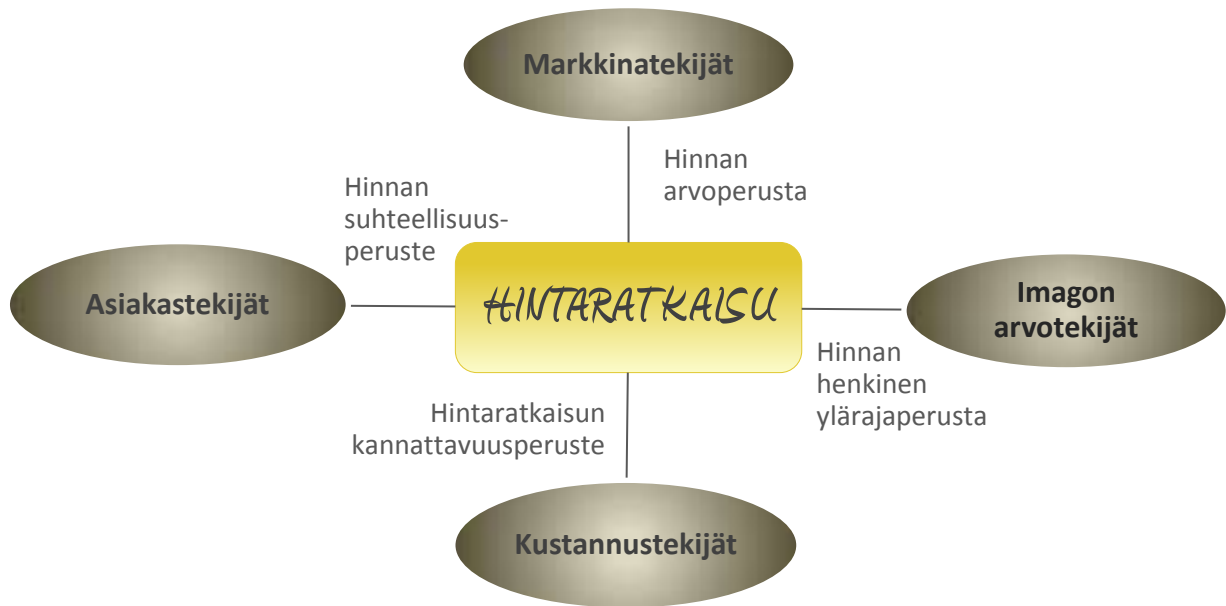 Markkinatekijät
Hinnan
arvoperusta
Hinnan
suhteellisuus-
peruste
Asiakastekijät
HINTARATKAISU
Imagon
arvotekijät
Hinnan
henkinen
ylärajaperusta
Hintaratkaisun
kannattavuusperuste
Kustannustekijät